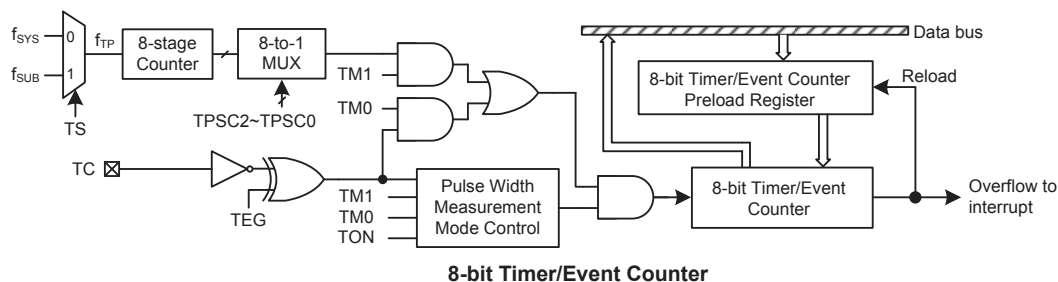 fSYS
0
fSUB
1
TS
fTP
8-stage
Counter
8-to-1
MUX
TPSC2~TPSC0
TM1
TM0
TC
TEG
TM1
TM0
TON
Pulse Width
Measurement
Mode Control
Data bus
8-bit Timer/Event Counter
Preload Register
Reload
8-bit Timer/Event
Counter
Overflow to
interrupt
8-bit Timer/Event Counter